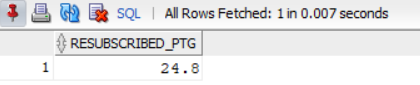 SQL | All Rows Fetched: 1 in 0.007 seconds
RESUBSCRIBED_PTG
1 24.8